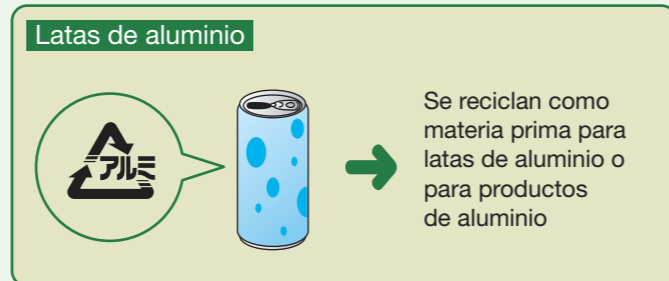 Latas de aluminio
アルミ
Se reciclan como
materia prima para
latas de aluminio o
para productos
de aluminio